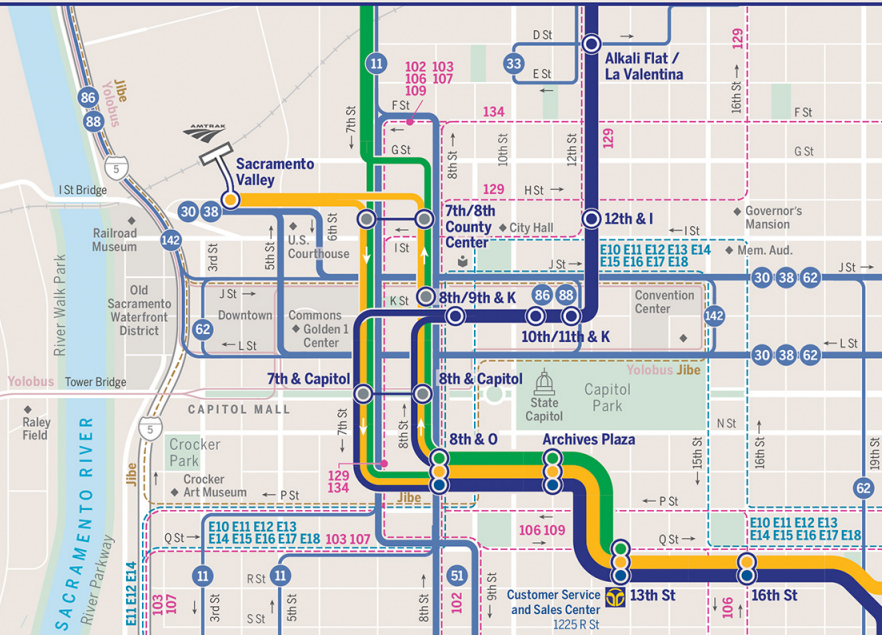 D St
33
E St
Alkali Flat /
La Valentina
11
102 103
106 107
109
129
16th St
86
88
Jibe
Yolobus
7th St
F St
134
F St
AMTRAK
G St
8th St
10th St
12th St
129
G St
5
Sacramento
Valley
I St Bridge
129
H St
30 38
6th St
7th/8th
County
Center
City Hall
12th & I
Governor's
Mansion
I St
Railroad
Museum
142
3rd St
5th St
U.S.
Courthouse
I St
E10 E11 E12 E13 E14
E15 E16 E17 E18
Mem. Aud.
J St
30 38 62
J St
River Walk Park
Old
Sacramento
Waterfront
District
J St
K St
8th/9th & K
86 88
Convention
Center
142
62
Downtown
Commons
Golden 1
Center
10th/11th & K
L St
30 38 62
L St
Yolobus
Tower Bridge
7th & Capitol
8th & Capitol
Yolobus Jibe
State
Capitol
Capitol
Park
CAPITOL MALL
Raley
Field
5
7th St
8th St
N St
8th & O
Archives Plaza
15th St
16th St
19th St
Crocker
Park
SACRAMENTO RIVER
River Parkway
Jibe
Crocker
Art Museum
P St
129
134
Jibe
62
P St
E10 E11 E12 E13
E14 E15 E16 E17 E18
Q St
103 107
106 109
Q St
E10 E11 E12 E13
E14 E15 E16 E17 E18
E11 E12 E14
103
107
11
3rd St
R St
S St
11
5th St
8th St
51
102
9th St
Customer Service
and Sales Center
1225 R St
13th St
106
16th St